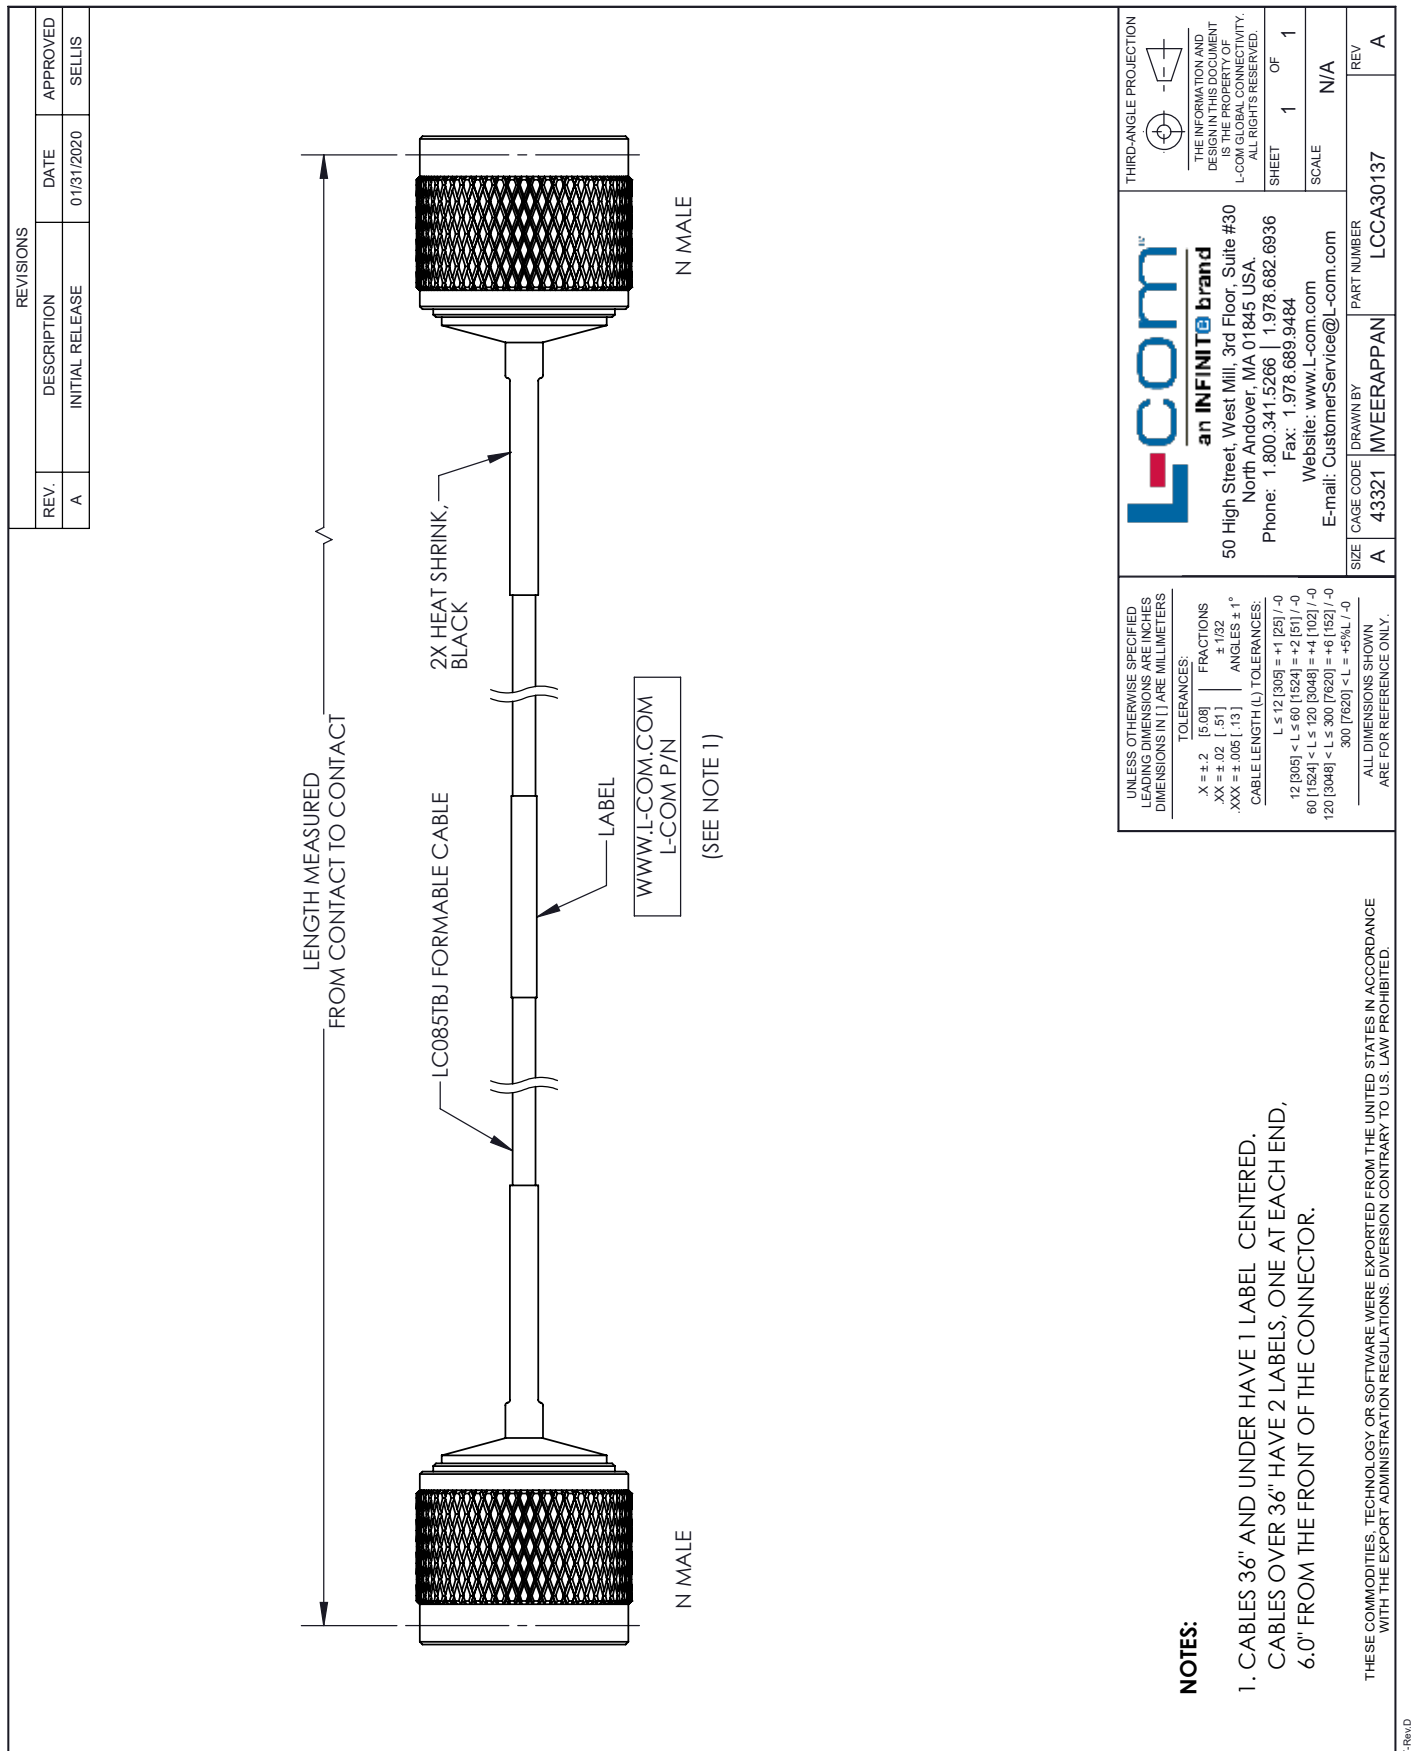 REVISIONS
REV.
DESCRIPTION
DATE
APPROVED
A
INITIAL RELEASE
01/31/2020
SELLIS
LENGTH MEASURED
FROM CONTACT TO CONTACT
LC085TBJ FORMABLE CABLE
2X HEAT SHRINK,
BLACK
LABEL
WWW.L-COM.COM
L-COM P/N
(SEE NOTE 1)
N MALE
N MALE
NOTES:
1. CABLES 36" AND UNDER HAVE 1 LABEL CENTERED.
CABLES OVER 36" HAVE 2 LABELS, ONE AT EACH END,
6.0" FROM THE FRONT OF THE CONNECTOR.
THESE COMMODITIES, TECHNOLOGY OR SOFTWARE WERE EXPORTED FROM THE UNITED STATES IN ACCORDANCE
WITH THE EXPORT ADMINISTRATION REGULATIONS. DIVERSION CONTRARY TO U.S. LAW PROHIBITED.
UNLESS OTHERWISE SPECIFIED
LEADING DIMENSIONS ARE INCHES
DIMENSIONS IN [ ] ARE MILLIMETERS
TOLERANCES:
.X = ±.2 [5.08]
.XX = ±.02 [.51]
.XXX = ±.005 [.13]
FRACTIONS
± 1/32
ANGLES ± 1°
CABLE LENGTH (L) TOLERANCES:
L ≤ 12 [305] = +1 [25] / -0
12 [305] < L ≤ 60 [1524] = +2 [51] / -0
60 [1524] < L ≤ 120 [3048] = +4 [102] / -0
120 [3048] < L ≤ 300 [7620] = +6 [152] / -0
300 [7620] < L = +5%L / -0
ALL DIMENSIONS SHOWN
ARE FOR REFERENCE ONLY.
L-com
an INFINITe brand
50 High Street, West Mill, 3rd Floor, Suite #30
North Andover, MA 01845 USA.
Phone: 1.800.341.5266 | 1.978.682.6936
Fax: 1.978.689.9484
Website: www.L-com.com
E-mail: CustomerService@L-com.com
THIRD-ANGLE PROJECTION
THE INFORMATION AND
DESIGN IN THIS DOCUMENT
IS THE PROPERTY OF
L-COM GLOBAL CONNECTIVITY.
ALL RIGHTS RESERVED.
SHEET
1 OF 1
SCALE
N/A
SIZE
A
CAGE CODE
43321
DRAWN BY
MVEERAPPAN
PART NUMBER
LCCA30137
REV
A
-Rev.D